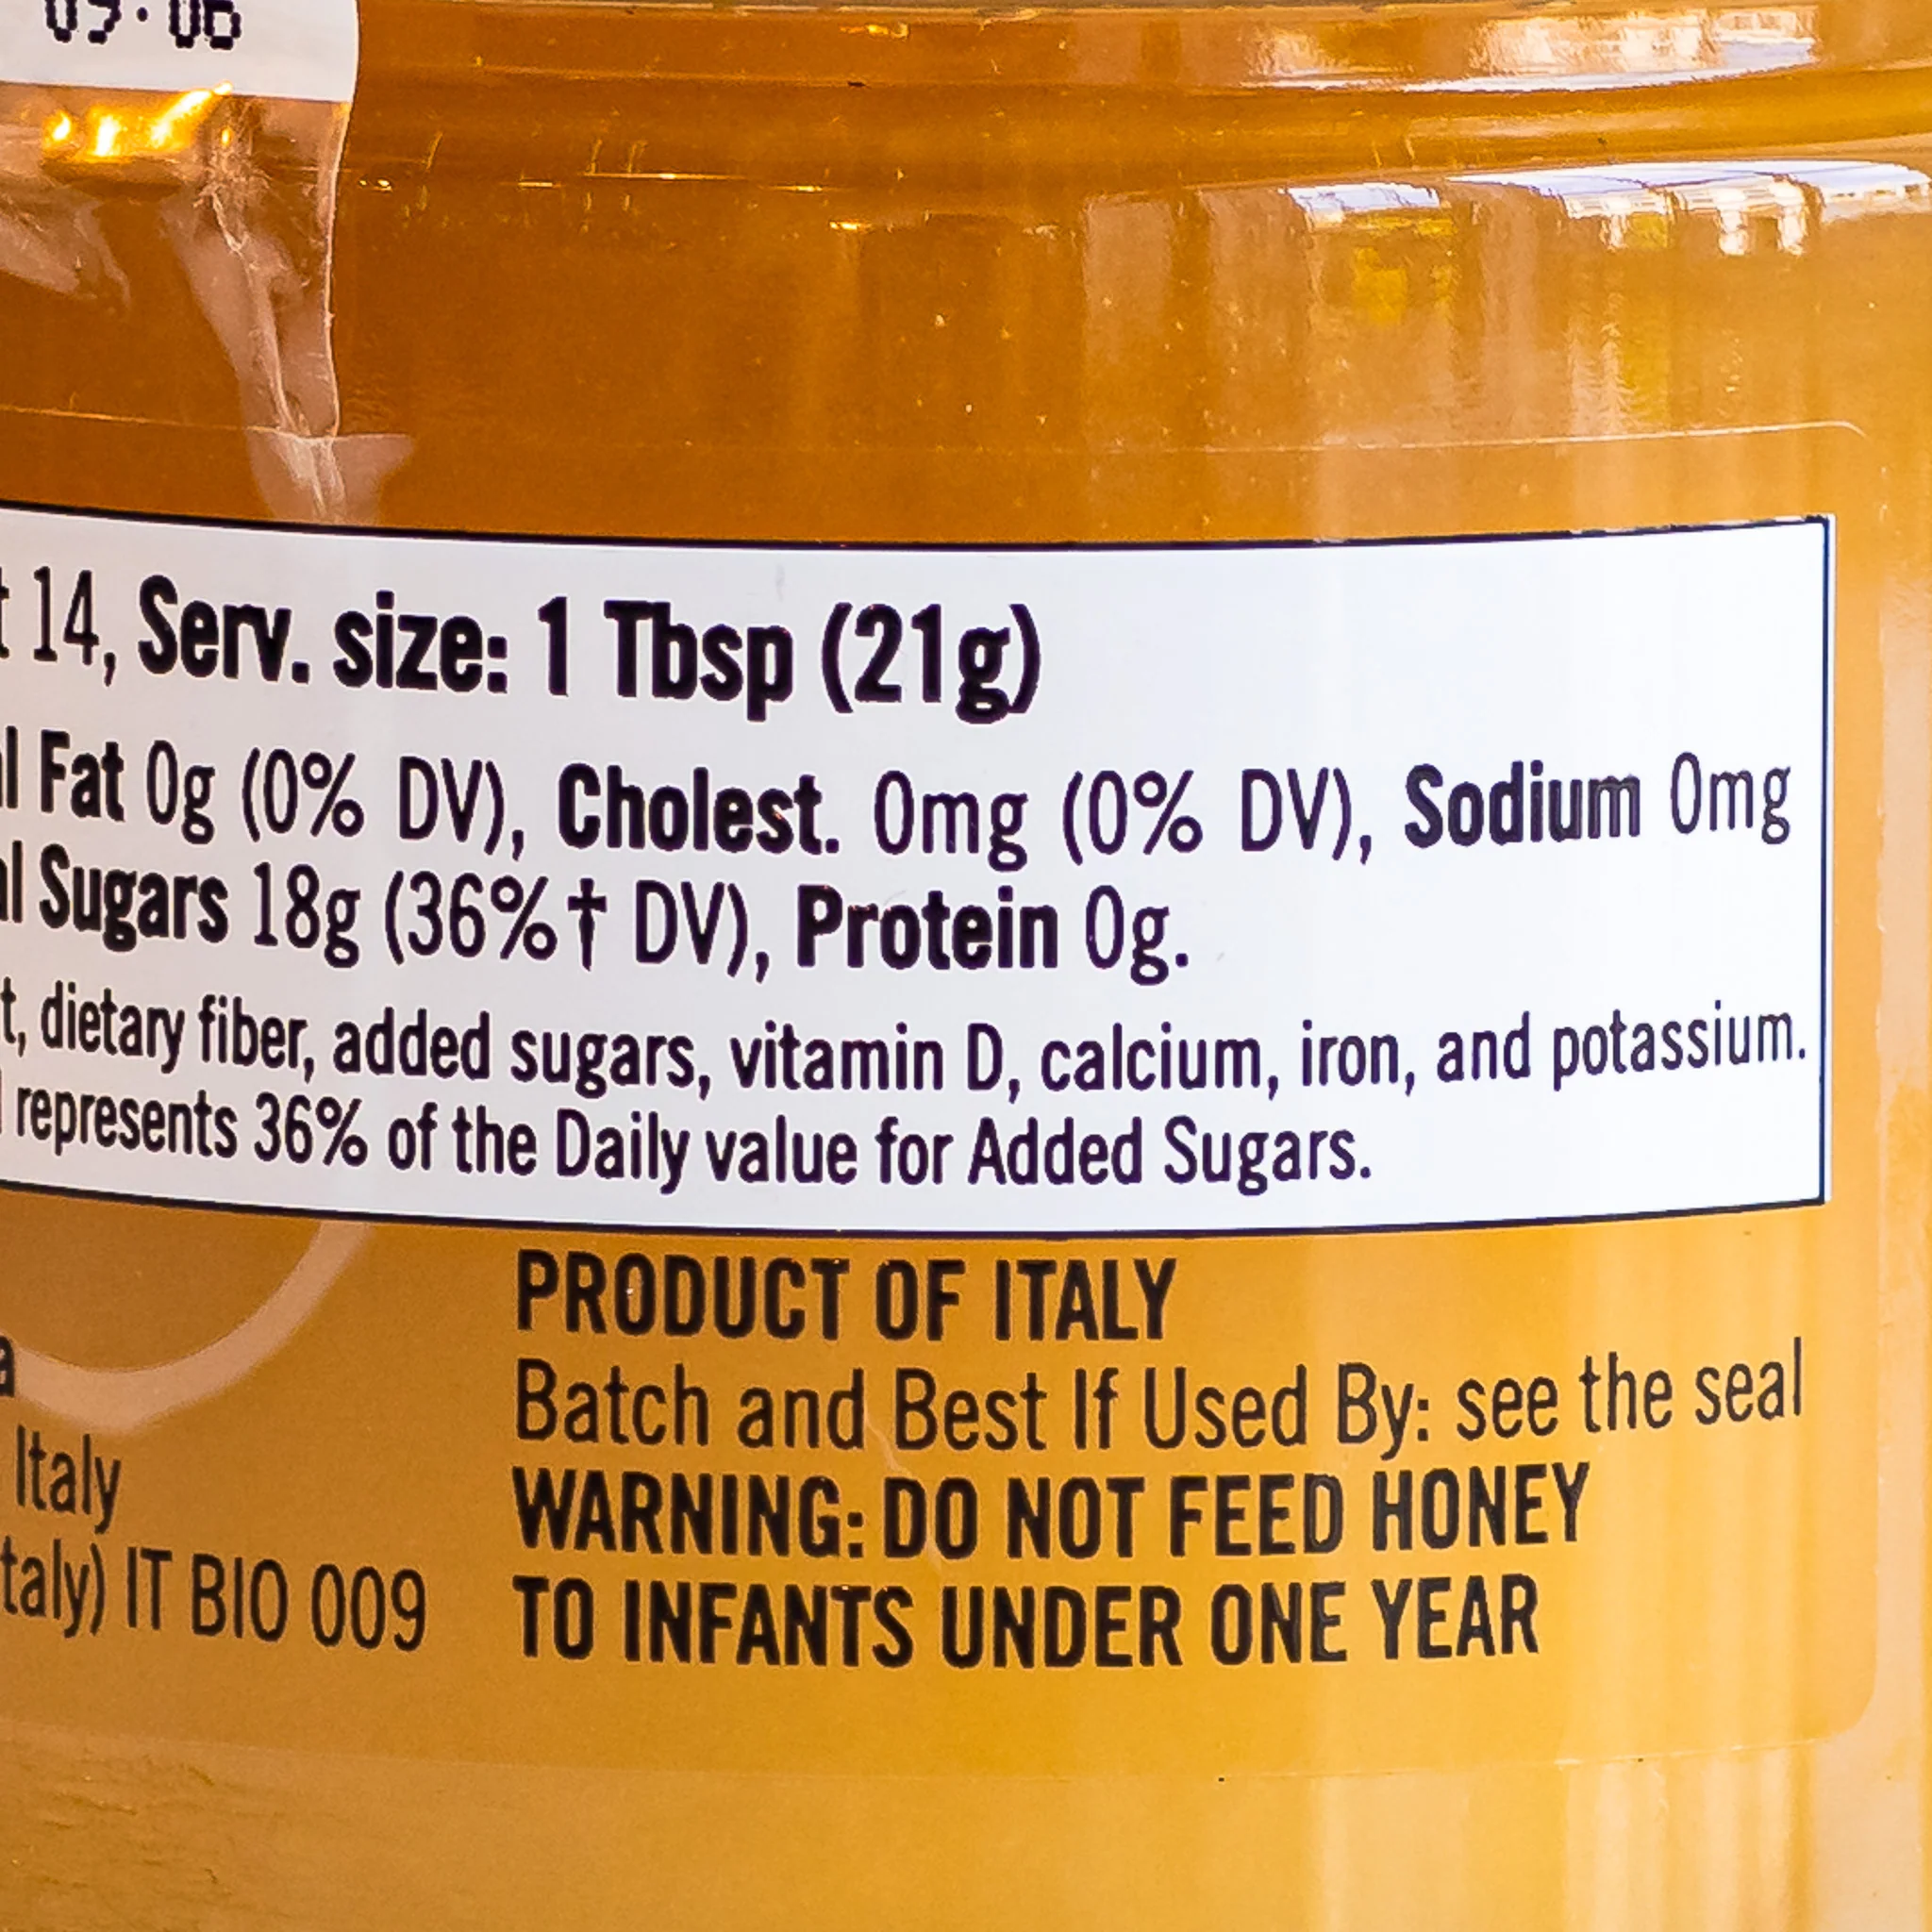 14, Serv. size: 1 Tbsp (21g)
Fat 0g (0% DV), Cholest. 0mg (0% DV), Sodium 0mg
Sugars 18g (36%† DV), Protein 0g.
dietary fiber, added sugars, vitamin D, calcium, iron, and potassium.
represents 36% of the Daily value for Added Sugars.
Italy
taly) IT BIO 009
PRODUCT OF ITALY
Batch and Best If Used By: see the seal
WARNING: DO NOT FEED HONEY
TO INFANTS UNDER ONE YEAR